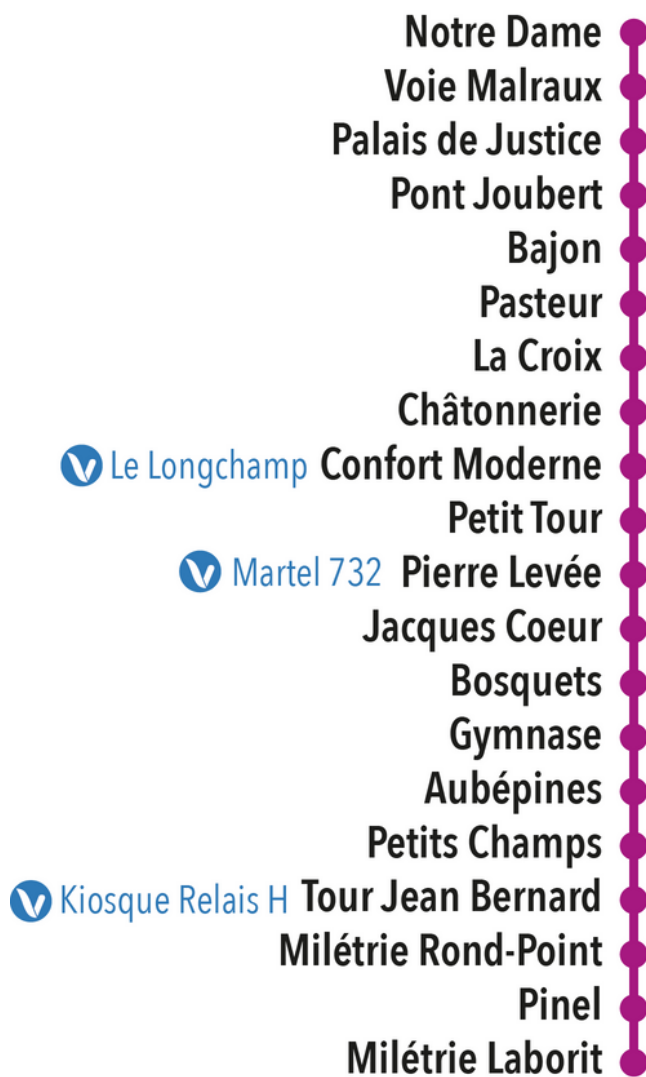 Notre Dame
Voie Malraux
Palais de Justice
Pont Joubert
Bajon
Pasteur
La Croix
Châtonnerie
Le Longchamp Confort Moderne
Petit Tour
Martel 732 Pierre Levée
Jacques Coeur
Bosquets
Gymnase
Aubépines
Petits Champs
Kiosque Relais H Tour Jean Bernard
Milétrie Rond-Point
Pinel
Milétrie Laborit